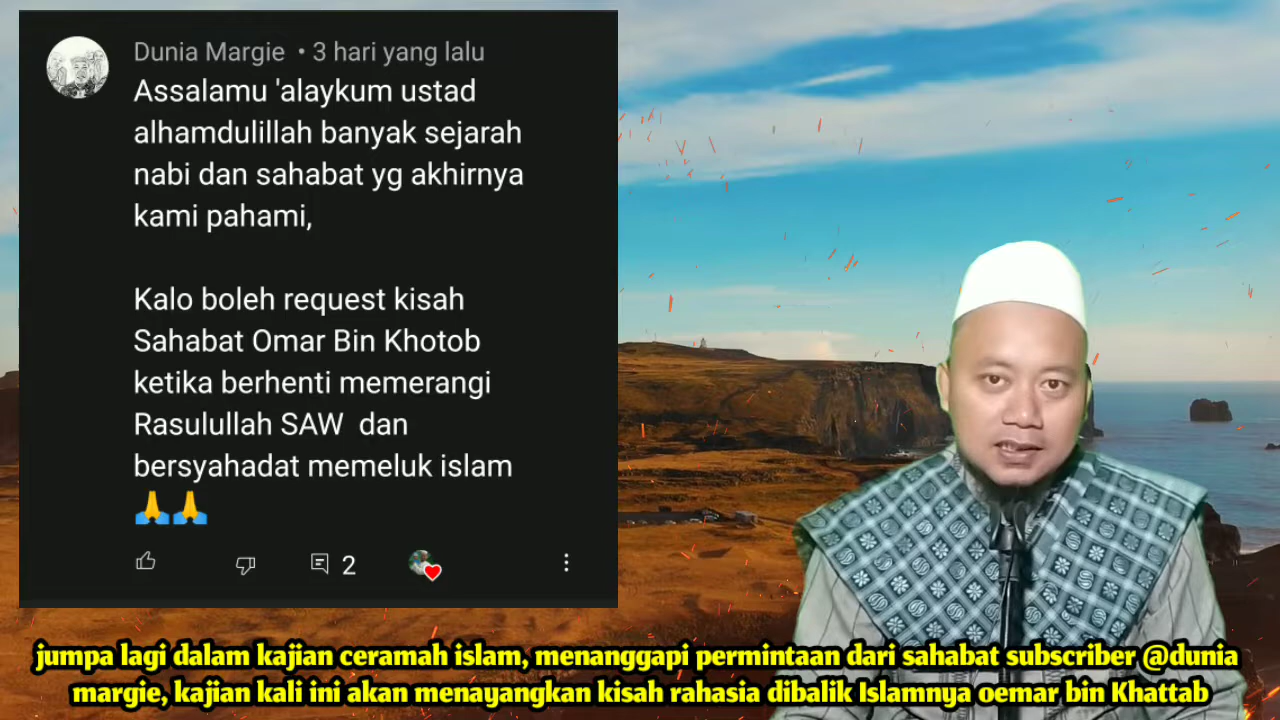 Dunia Margie • 3 hari yang lalu
Assalamu 'alaykum ustad
alhamdulillah banyak sejarah
nabi dan sahabat yg akhirnya
kami pahami,
Kalo boleh request kisah
Sahabat Omar Bin Khotob
ketika berhenti memerangi
Rasulullah SAW dan
bersyahadat memeluk islam
🙏🙏
2
jumpa lagi dalam kajian ceramah islam, menanggapi permintaan dari sahabat subscriber @dunia
margie, kajian kali ini akan menayangkan kisah rahasia dibalik Islamnya oemar bin Khattab